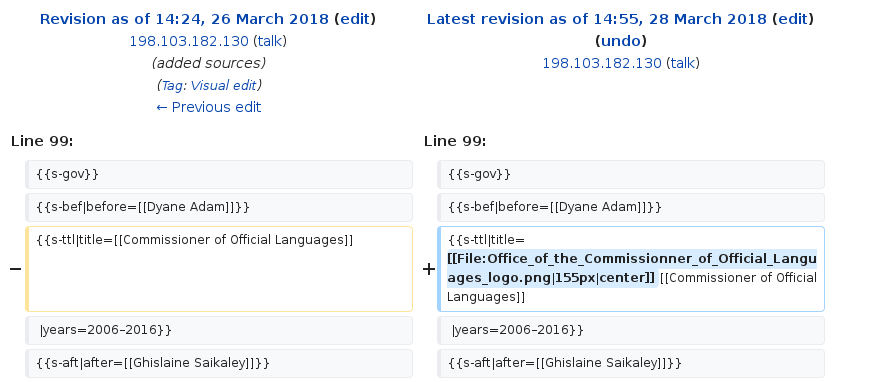 Revision as of 14:24, 26 March 2018 (edit)
198.103.182.130 (talk)
(added sources)
(Tag: Visual edit)
← Previous edit
Latest revision as of 14:55, 28 March 2018 (edit)
(undo)
198.103.182.130 (talk)
Line 99:
Line 99:
{{s-gov}}
{{s-gov}}
{{s-bef|before=[[Dyane Adam]]}}
{{s-bef|before=[[Dyane Adam]]}}
− {{s-ttl|title=[[Commissioner of Official Languages]]
+ {{s-ttl|title=
[[File:Office_of_the_Commissionner_of_Official_Langu
ages_logo.png|155px|center]] [[Commissioner of Official
Languages]]
|years=2006–2016}}
|years=2006–2016}}
{{s-aft|after=[[Ghislaine Saikaley]]}}
{{s-aft|after=[[Ghislaine Saikaley]]}}